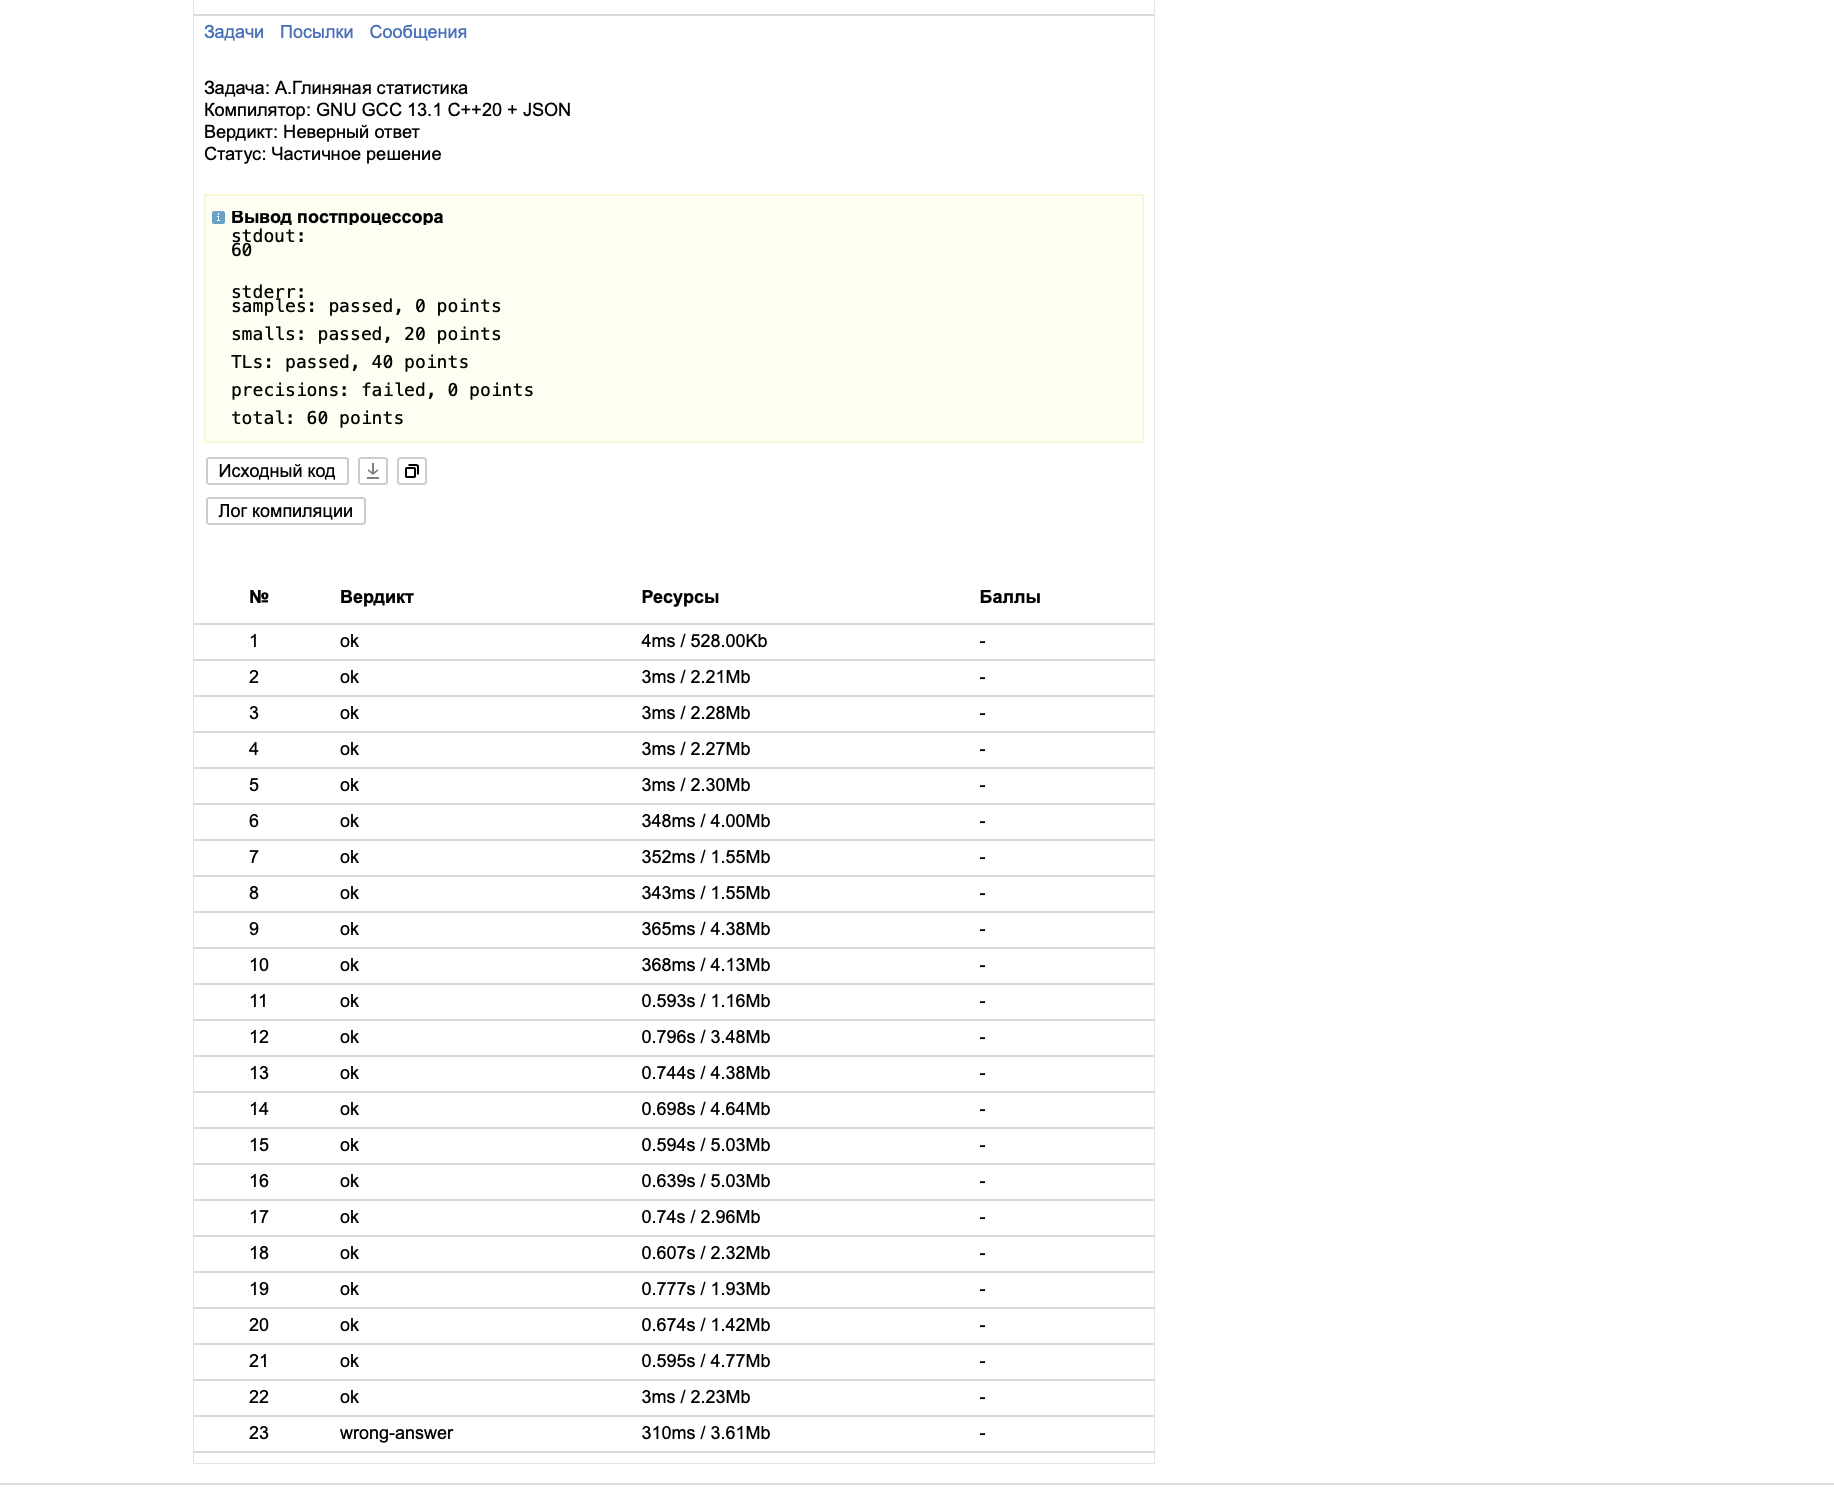 Задачи Посылки Сообщения
Задача: A.Глиняная статистика
Компилятор: GNU GCC 13.1 C++20 + JSON
Вердикт: Неверный ответ
Статус: Частичное решение
Вывод постпроцессора
stdout:
60
stderr:
samples: passed, 0 points
smalls: passed, 20 points
TLs: passed, 40 points
precisions: failed, 0 points
total: 60 points
Исходный код
Лог компиляции
№ Вердикт Ресурсы Баллы
1 ok 4ms / 528.00Kb -
2 ok 3ms / 2.21Mb -
3 ok 3ms / 2.28Mb -
4 ok 3ms / 2.27Mb -
5 ok 3ms / 2.30Mb -
6 ok 348ms / 4.00Mb -
7 ok 352ms / 1.55Mb -
8 ok 343ms / 1.55Mb -
9 ok 365ms / 4.38Mb -
10 ok 368ms / 4.13Mb -
11 ok 0.593s / 1.16Mb -
12 ok 0.796s / 3.48Mb -
13 ok 0.744s / 4.38Mb -
14 ok 0.698s / 4.64Mb -
15 ok 0.594s / 5.03Mb -
16 ok 0.639s / 5.03Mb -
17 ok 0.74s / 2.96Mb -
18 ok 0.607s / 2.32Mb -
19 ok 0.777s / 1.93Mb -
20 ok 0.674s / 1.42Mb -
21 ok 0.595s / 4.77Mb -
22 ok 3ms / 2.23Mb -
23 wrong-answer 310ms / 3.61Mb -